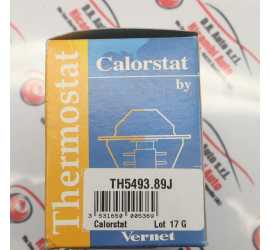 Thermostat
Calorstat
by
TH5493.89J
3 531650 005369
Calorstat Lot 17 G
Vernet